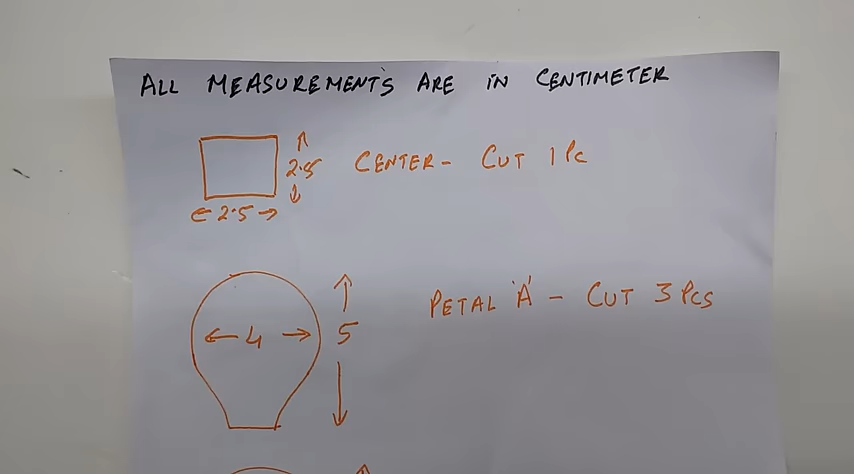 ALL MEASUREMENTS ARE IN CENTIMETER
2.5 CENTER - CUT 1 Pc
← 2.5 →
PETAL 'A' - CUT 3 Pcs
← 4 → 5